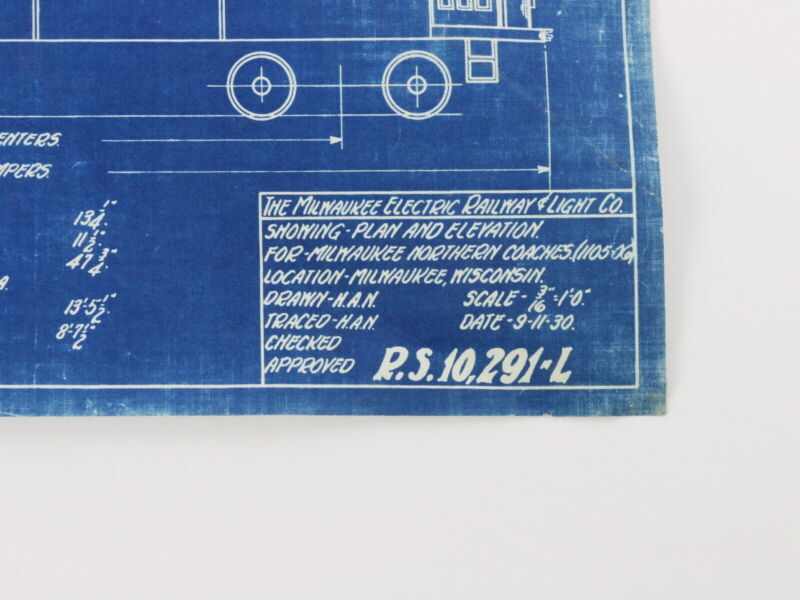 ENTERS.
MPERS.
13 1/4"
11 1/2"
47 3/4"
A.
13'-5 1/2"
8'-7 1/2"
THE MILWAUKEE ELECTRIC RAILWAY & LIGHT CO.
SHOWING-PLAN AND ELEVATION.
FOR-MILWAUKEE NORTHERN COACHES.(1105-06)
LOCATION-MILWAUKEE, WISCONSIN.
DRAWN-H.A.N. SCALE-3/16"=1'-0."
TRACED-H.A.N. DATE-9-11-30.
CHECKED
APPROVED R.S.10,291-L